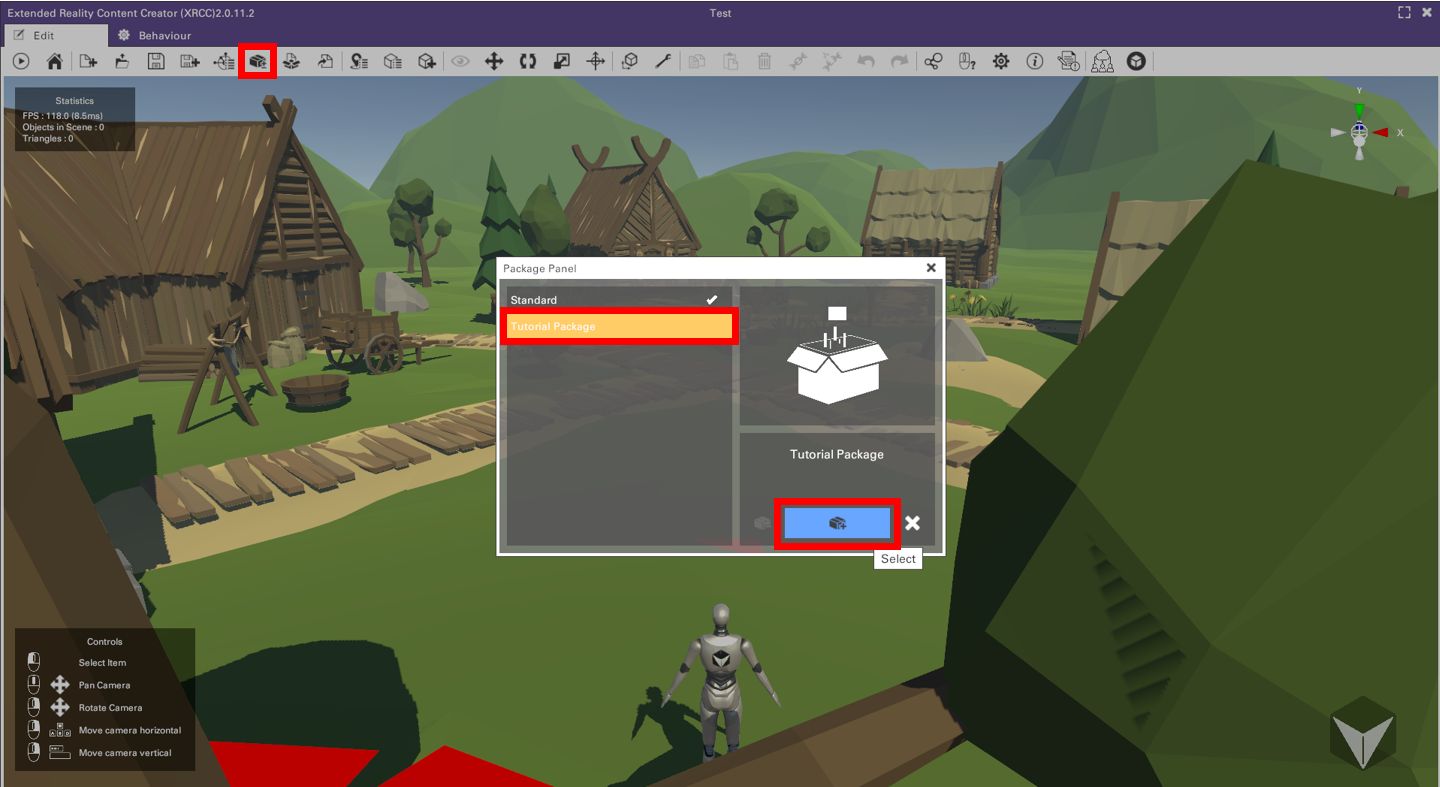 Extended Reality Content Creator (XRCC)2.0.11.2
Test
Edit
Behaviour
Statistics
FPS : 118.0 (8.5ms)
Objects in Scene : 0
Triangles : 0
Y
X
Package Panel
Standard
Tutorial Package
Tutorial Package
Select
Controls
Select Item
Pan Camera
Rotate Camera
Move camera horizontal
Move camera vertical